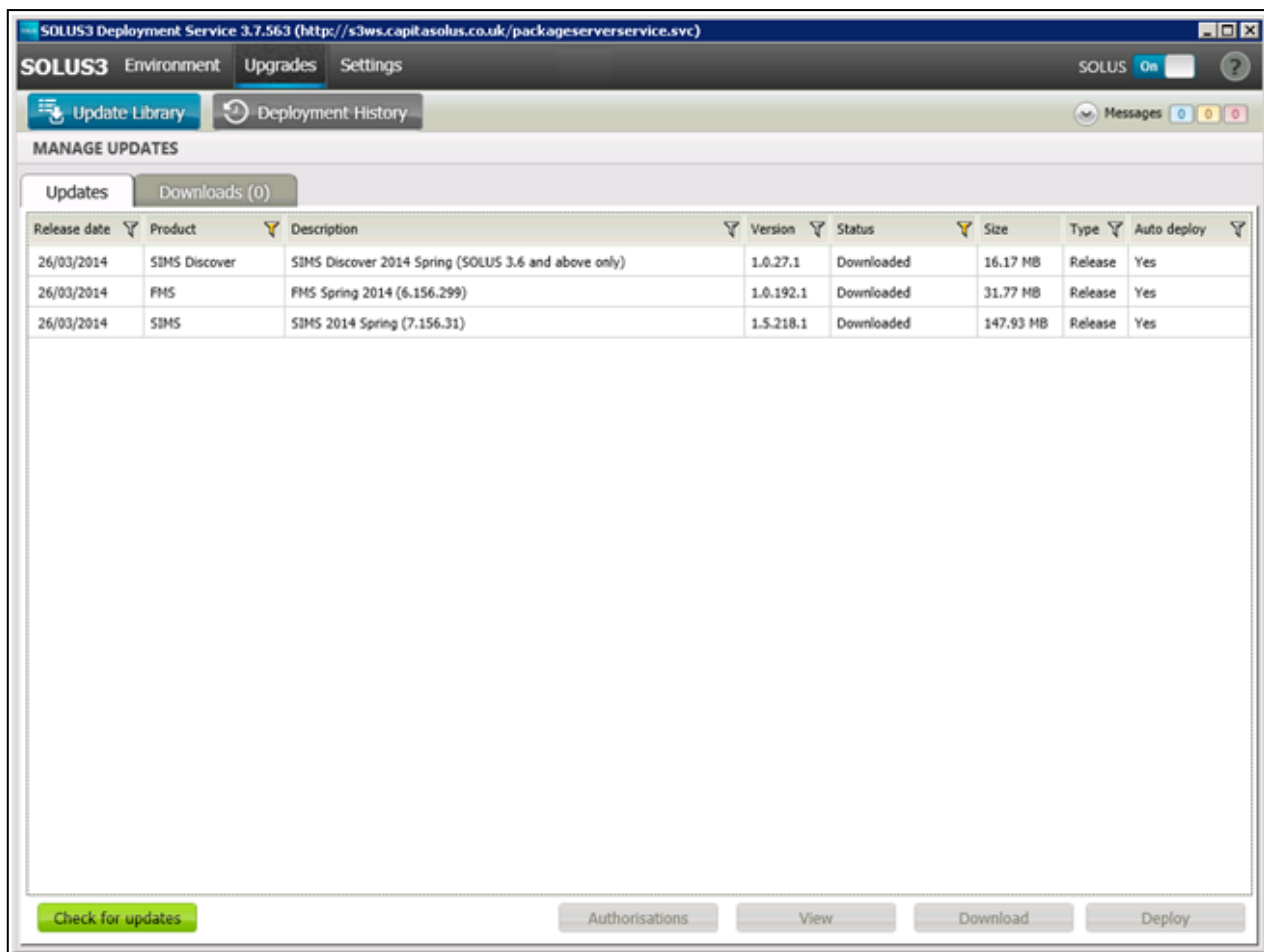 SOLUS3 Deployment Service 3.7.563 (http://s3ws.capitasolus.co.uk/packageserverservice.svc)
SOLUS3 Environment Upgrades Settings SOLUS On ?
Update Library Deployment History Messages 0 0 0
MANAGE UPDATES
Updates Downloads (0)
Release date Product Description Version Status Size Type Auto deploy
26/03/2014 SIMS Discover SIMS Discover 2014 Spring (SOLUS 3.6 and above only) 1.0.27.1 Downloaded 16.17 MB Release Yes
26/03/2014 FMS FMS Spring 2014 (6.156.299) 1.0.192.1 Downloaded 31.77 MB Release Yes
26/03/2014 SIMS SIMS 2014 Spring (7.156.31) 1.5.218.1 Downloaded 147.93 MB Release Yes
Check for updates Authorisations View Download Deploy